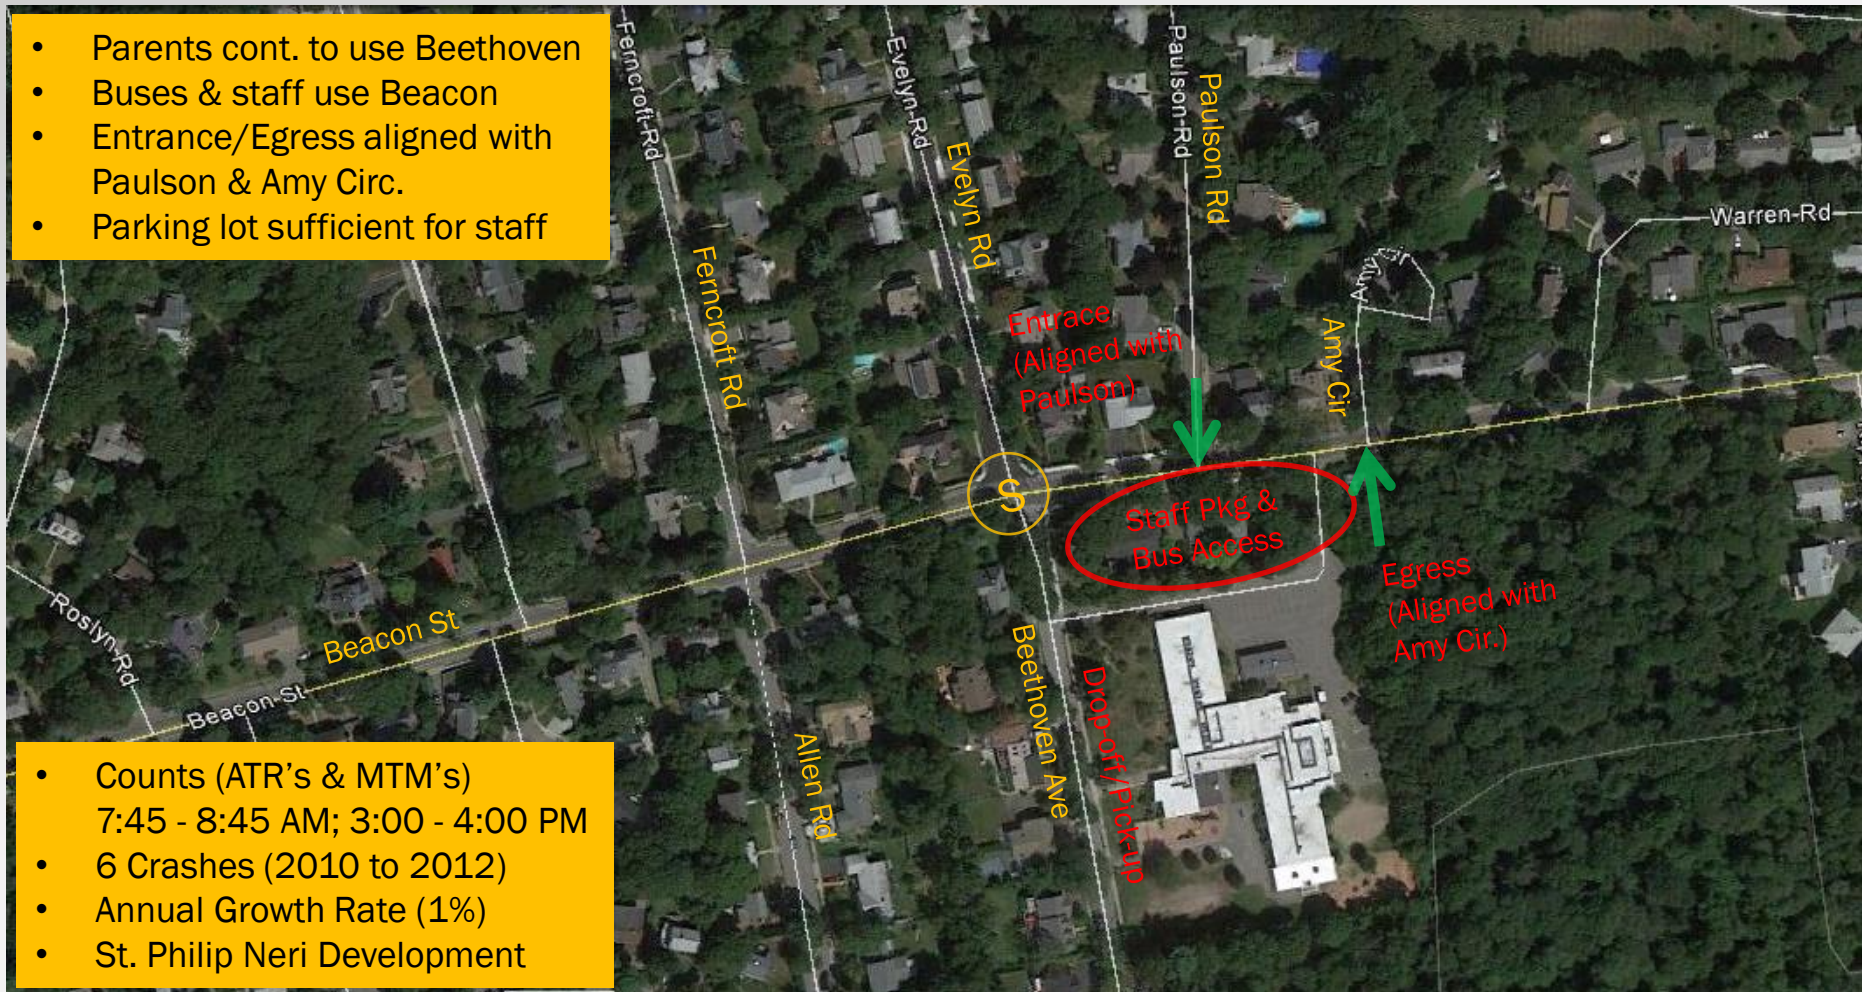 • Parents cont. to use Beethoven
• Buses & staff use Beacon
• Entrance/Egress aligned with
Paulson & Amy Circ.
• Parking lot sufficient for staff
Ferncroft-Rd
Evelyn-Rd
Paulson-Rd
Paulson Rd
Evelyn Rd
Ferncroft Rd
Warren-Rd
Amy-Cir
Amy Cir
Entrace
(Aligned with
Paulson)
S
Staff Pkg &
Bus Access
Egress
(Aligned with
Amy Cir.)
Roslyn-Rd
Beacon St
Beacon-St
Beethoven Ave
Drop-off/Pick-up
Allen Rd
• Counts (ATR's & MTM's)
7:45 - 8:45 AM; 3:00 - 4:00 PM
• 6 Crashes (2010 to 2012)
• Annual Growth Rate (1%)
• St. Philip Neri Development